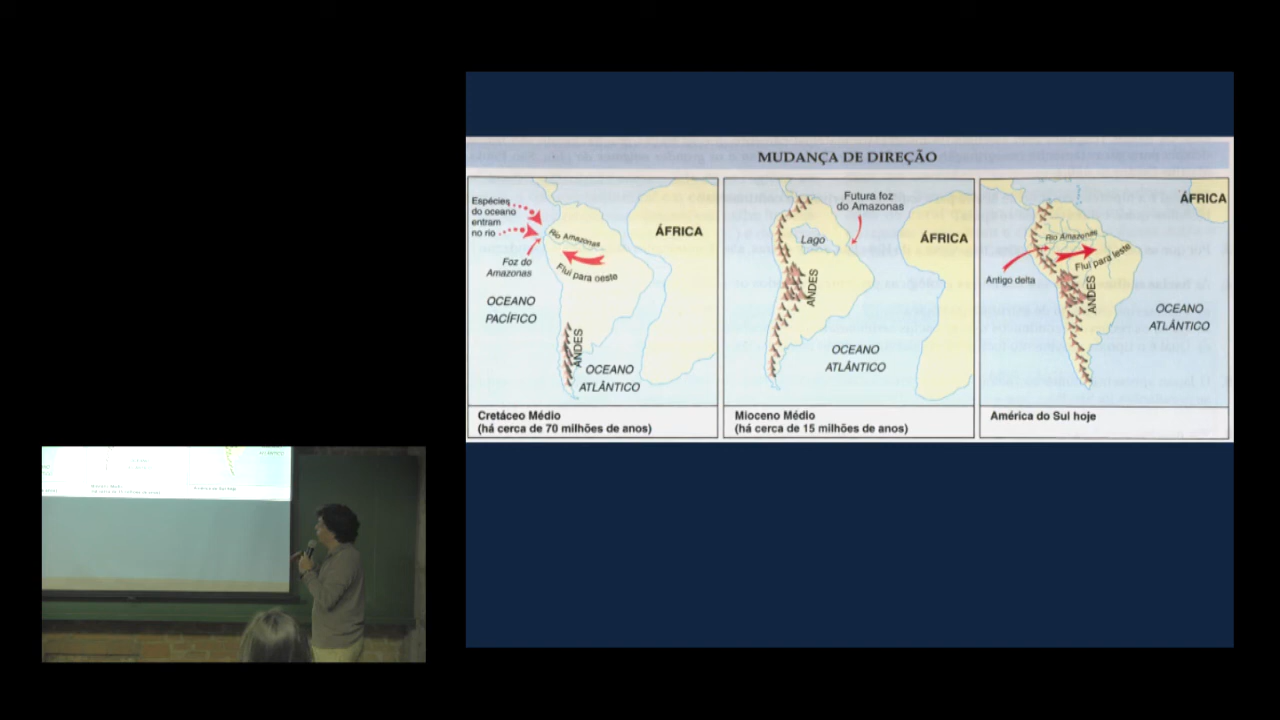 MUDANÇA DE DIREÇÃO
Espécies
do oceano
entram
no rio
Rio Amazonas
Foz do
Amazonas
Flui para oeste
ÁFRICA
OCEANO
PACÍFICO
ANDES
OCEANO
ATLÂNTICO
Cretáceo Médio
(há cerca de 70 milhões de anos)
Futura foz
do Amazonas
Lago
ÁFRICA
ANDES
OCEANO
ATLÂNTICO
Mioceno Médio
(há cerca de 15 milhões de anos)
ÁFRICA
Rio Amazonas
Flui para leste
Antigo delta
ANDES
OCEANO
ATLÂNTICO
América do Sul hoje